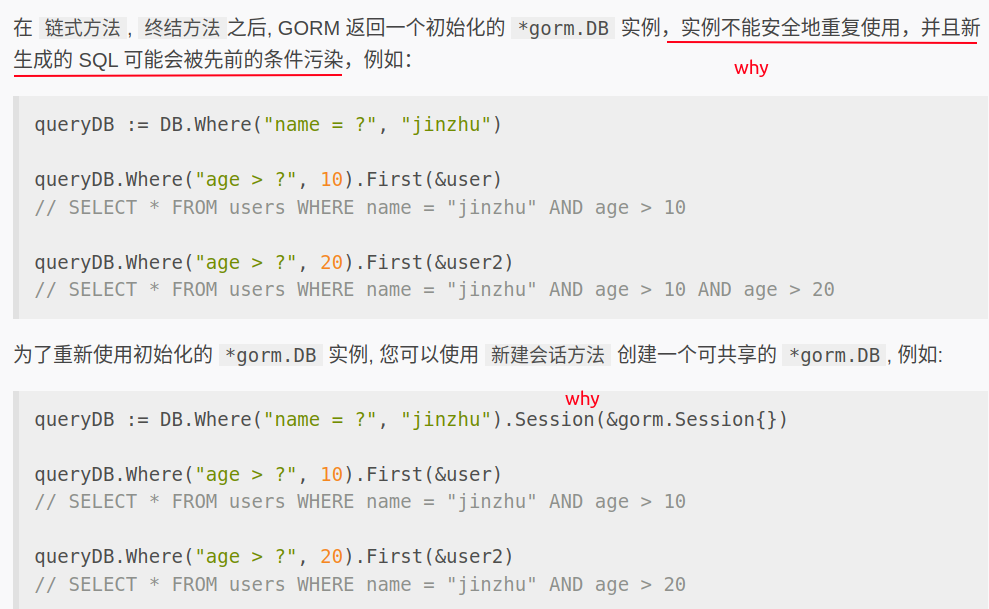 在 链式方法, 终结方法之后, GORM 返回一个初始化的 *gorm.DB 实例，实例不能安全地重复使用，并且新
生成的 SQL 可能会被先前的条件污染，例如：
why
queryDB := DB.Where("name = ?", "jinzhu")
queryDB.Where("age > ?", 10).First(&user)
// SELECT * FROM users WHERE name = "jinzhu" AND age > 10
queryDB.Where("age > ?", 20).First(&user2)
// SELECT * FROM users WHERE name = "jinzhu" AND age > 10 AND age > 20
为了重新使用初始化的 *gorm.DB 实例, 您可以使用 新建会话方法 创建一个可共享的 *gorm.DB, 例如:
why
queryDB := DB.Where("name = ?", "jinzhu").Session(&gorm.Session{})
queryDB.Where("age > ?", 10).First(&user)
// SELECT * FROM users WHERE name = "jinzhu" AND age > 10
queryDB.Where("age > ?", 20).First(&user2)
// SELECT * FROM users WHERE name = "jinzhu" AND age > 20